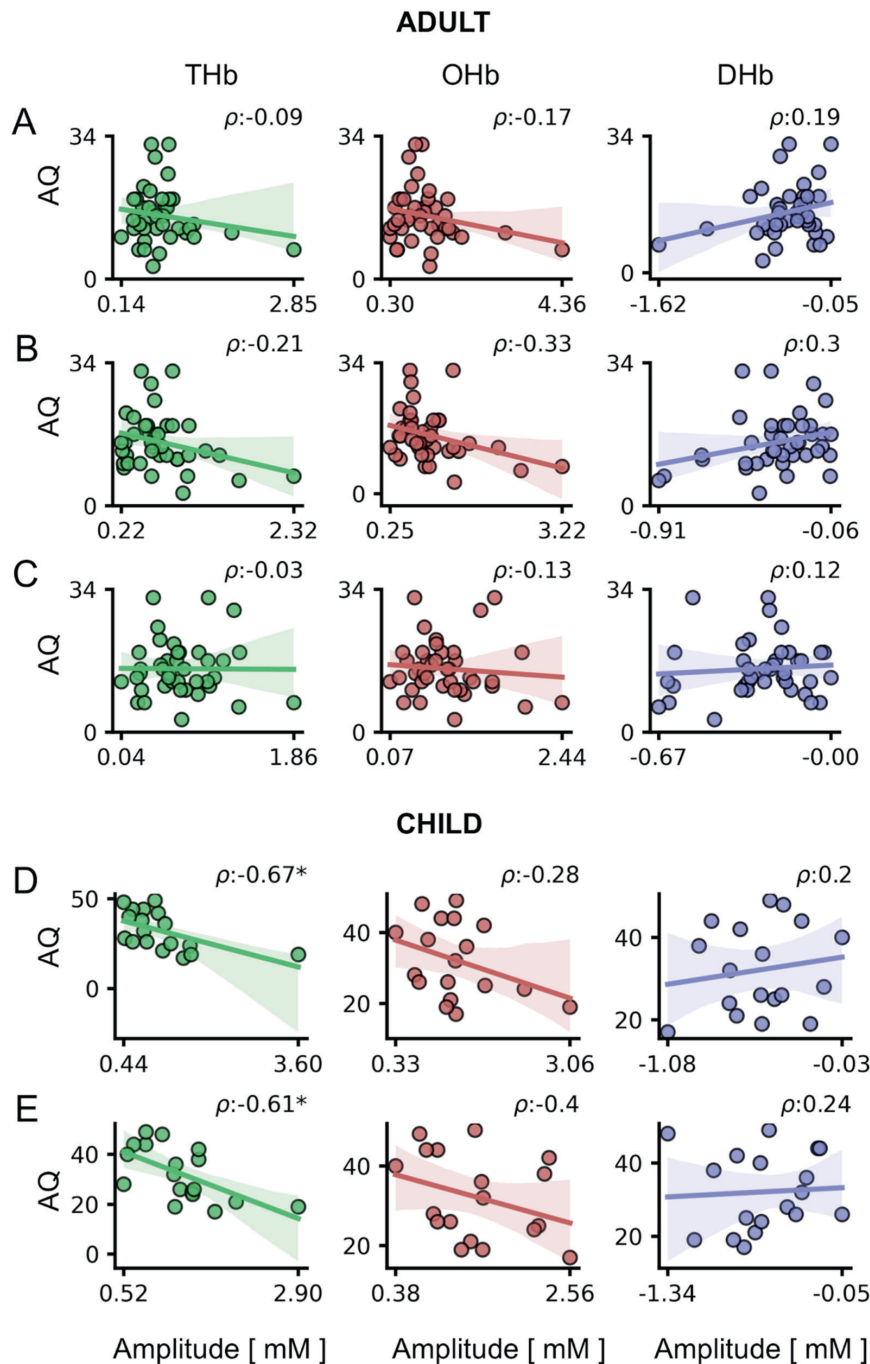 ADULT
THb OHb DHb
A
ρ:-0.09 ρ:-0.17 ρ:0.19
34 34 34
AQ
0 0 0
0.14 2.85 0.30 4.36 -1.62 -0.05
B
ρ:-0.21 ρ:-0.33 ρ:0.3
34 34 34
AQ
0 0 0
0.22 2.32 0.25 3.22 -0.91 -0.06
C
ρ:-0.03 ρ:-0.13 ρ:0.12
34 34 34
AQ
0 0 0
0.04 1.86 0.07 2.44 -0.67 -0.00
CHILD
D
ρ:-0.67* ρ:-0.28 ρ:0.2
50 40 40
AQ
0 20 20
0.44 3.60 0.33 3.06 -1.08 -0.03
E
ρ:-0.61* ρ:-0.4 ρ:0.24
40 40 40
AQ
20
0 20 20
0.52 2.90 0.38 2.56 -1.34 -0.05
Amplitude [ mM ] Amplitude [ mM ] Amplitude [ mM ]